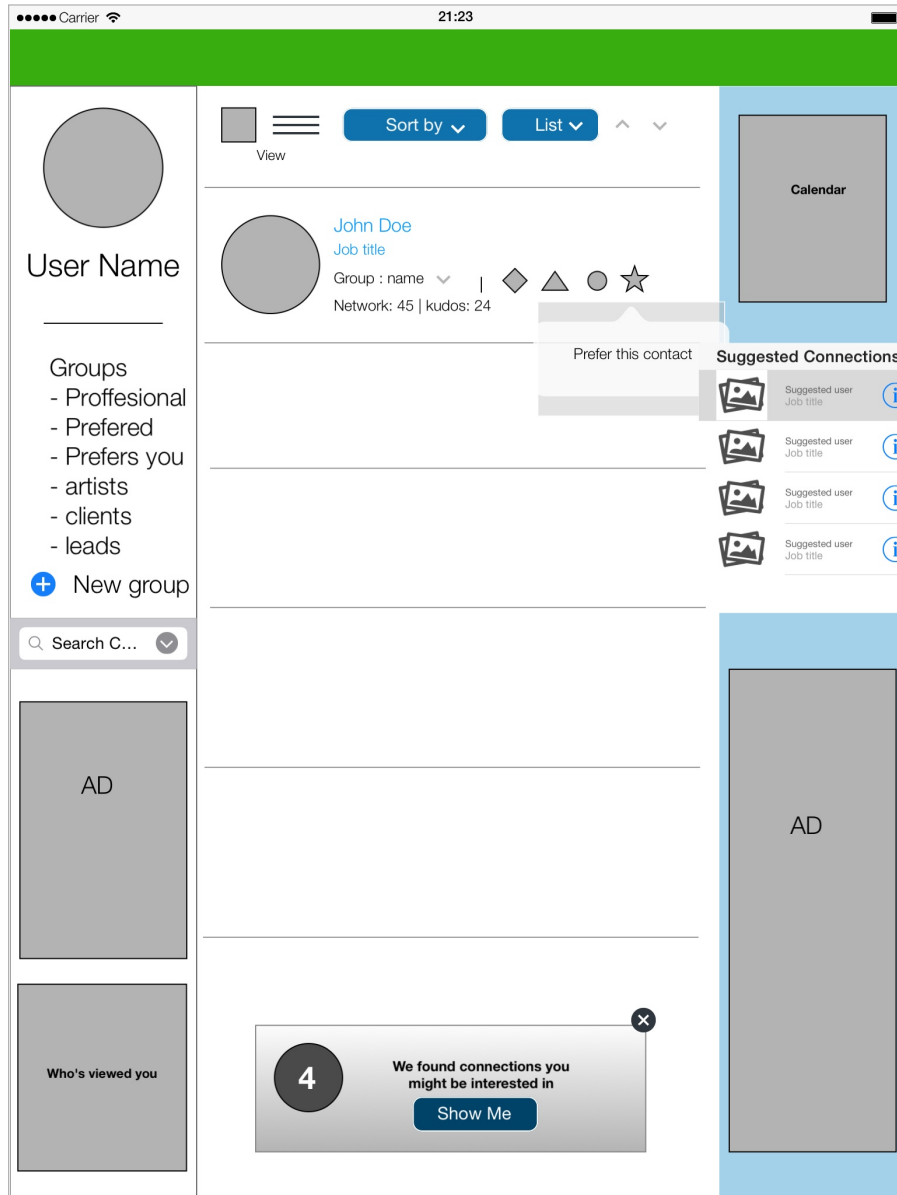 Carrier
21:23
User Name
Groups
- Proffesional
- Prefered
- Prefers you
- artists
- clients
- leads
New group
Search C...
AD
Who's viewed you
View
Sort by
List
John Doe
Job title
Group : name
|
Network: 45 | kudos: 24
Prefer this contact
4
We found connections you
might be interested in
Show Me
Calendar
Suggested Connections
Suggested user
Job title
Suggested user
Job title
Suggested user
Job title
Suggested user
Job title
AD